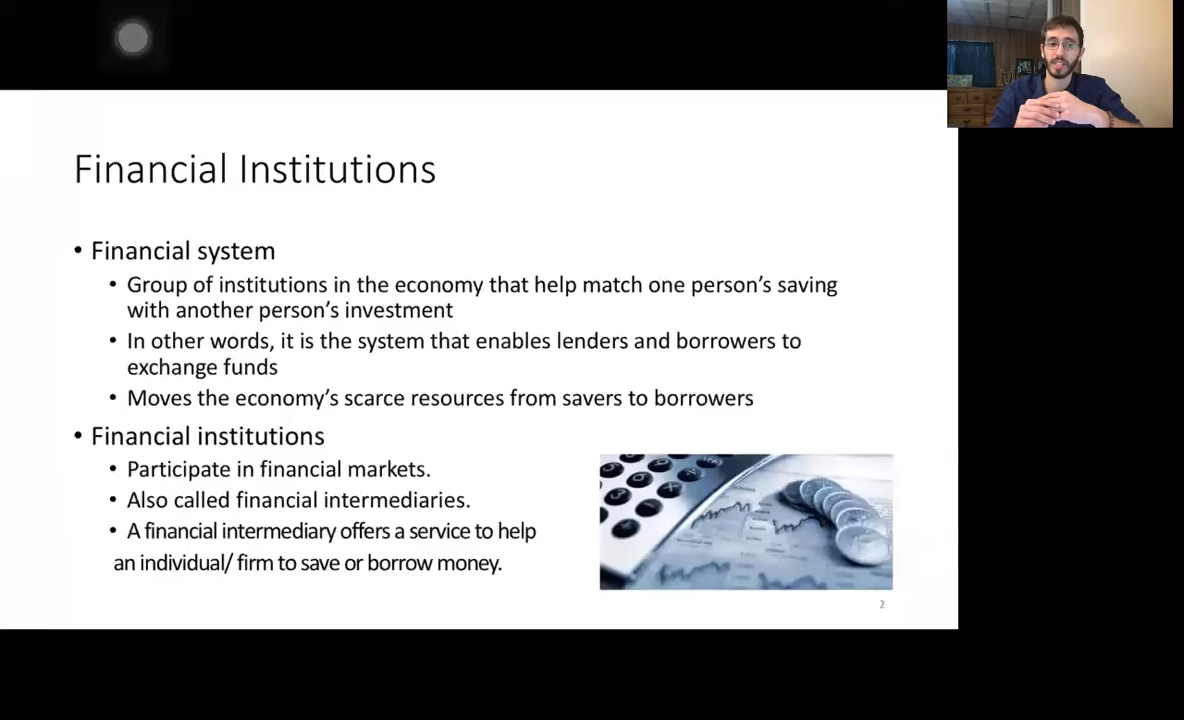 Financial Institutions
• Financial system
• Group of institutions in the economy that help match one person’s saving
with another person’s investment
• In other words, it is the system that enables lenders and borrowers to
exchange funds
• Moves the economy’s scarce resources from savers to borrowers
• Financial institutions
• Participate in financial markets.
• Also called financial intermediaries.
• A financial intermediary offers a service to help
an individual/ firm to save or borrow money.
2